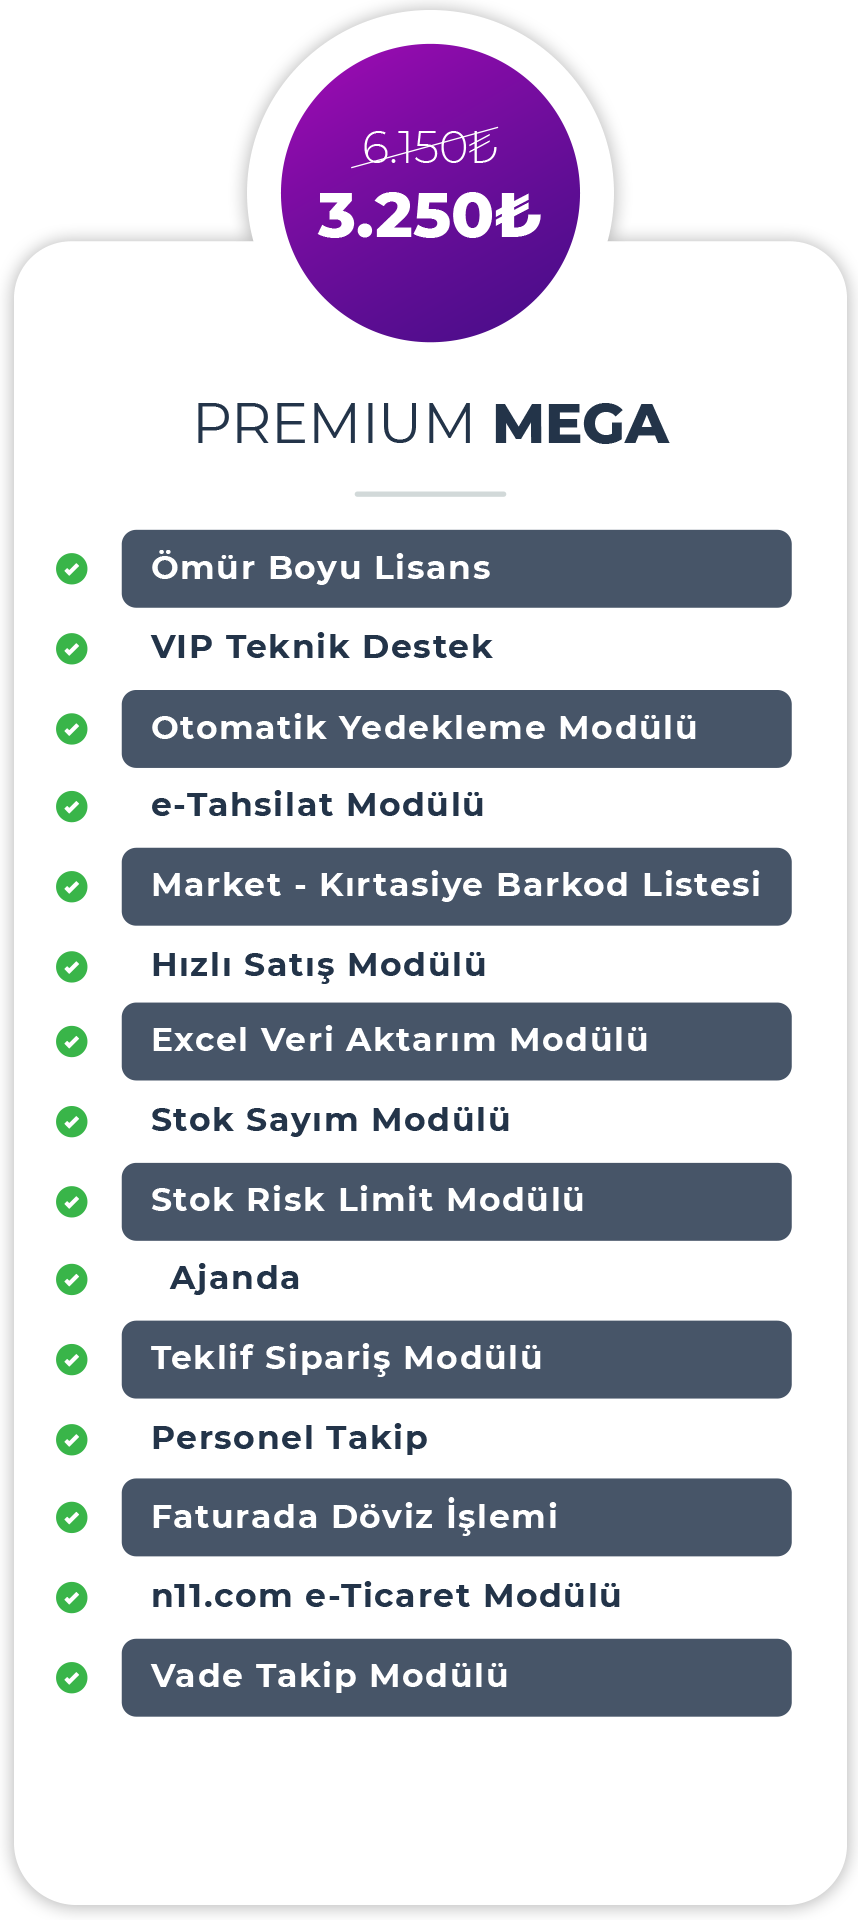 6.150₺
3.250₺
PREMIUM MEGA
Ömür Boyu Lisans
VIP Teknik Destek
Otomatik Yedekleme Modülü
e-Tahsilat Modülü
Market - Kırtasiye Barkod Listesi
Hızlı Satış Modülü
Excel Veri Aktarım Modülü
Stok Sayım Modülü
Stok Risk Limit Modülü
Ajanda
Teklif Sipariş Modülü
Personel Takip
Faturada Döviz İşlemi
n11.com e-Ticaret Modülü
Vade Takip Modülü